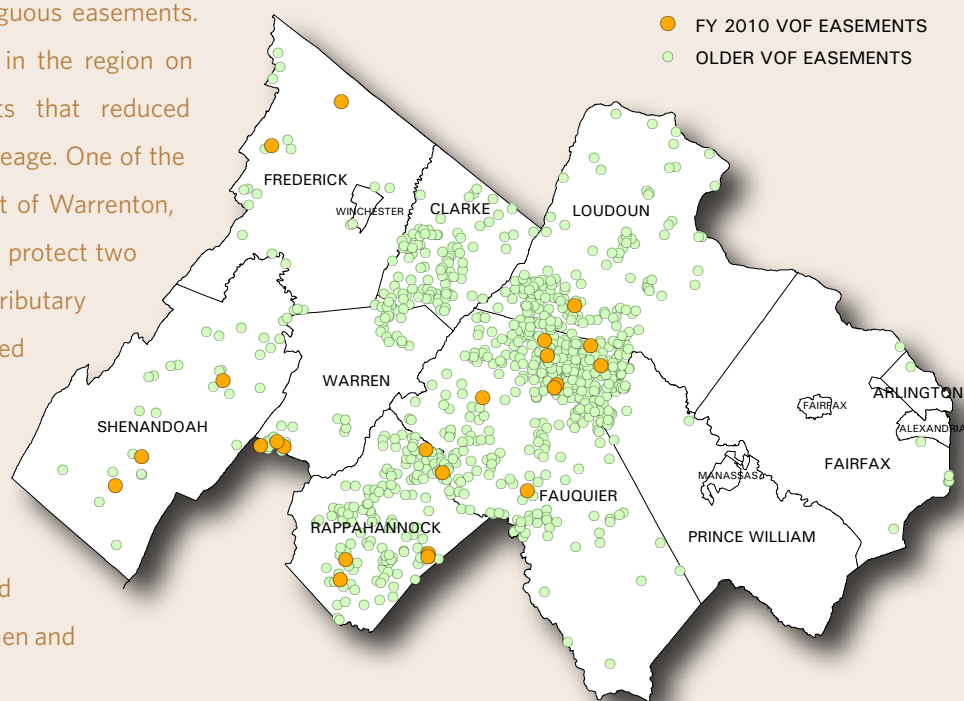 guous easements.
in the region on
ts that reduced
eage. One of the
t of Warrenton,
protect two
ributary
ed
d
en and
FY 2010 VOF EASEMENTS
OLDER VOF EASEMENTS
FREDERICK
WINCHESTER
CLARKE
LOUDOUN
WARREN
SHENANDOAH
RAPPAHANNOCK
FAUQUIER
PRINCE WILLIAM
MANASSAS
FAIRFAX
FAIRFAX
ARLINGTON
ALEXANDRIA